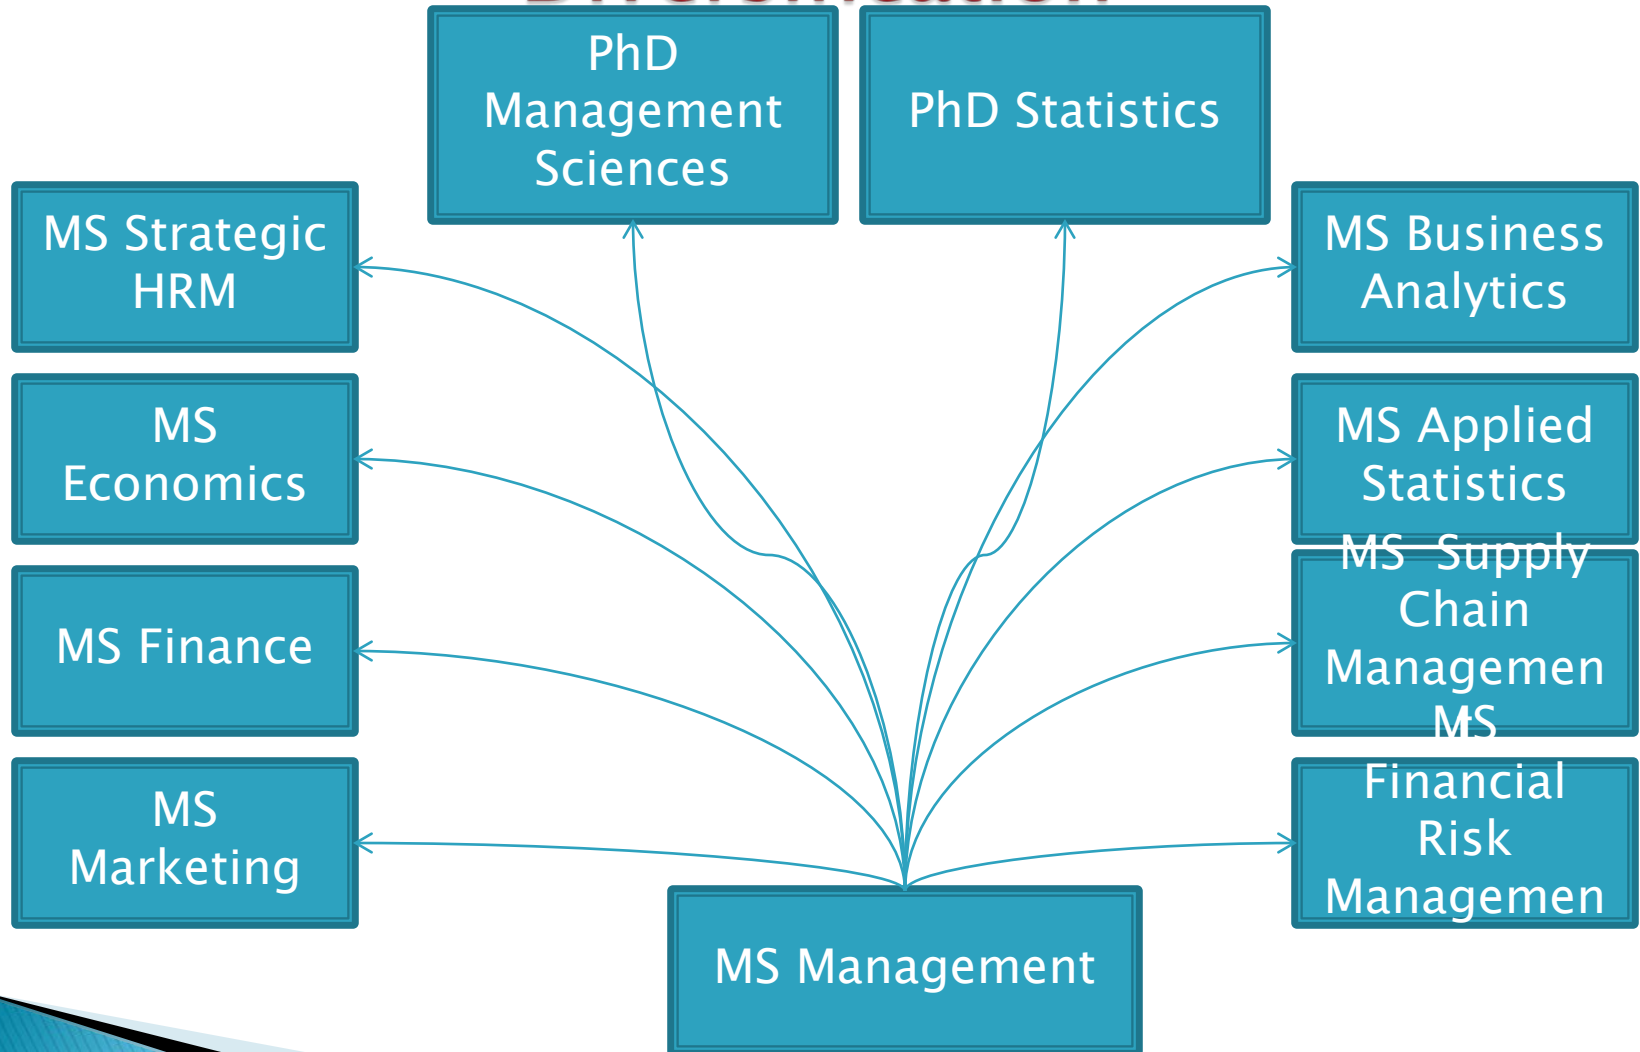 PhD
Management
Sciences
PhD Statistics
MS Strategic
HRM
MS
Economics
MS Finance
MS
Marketing
MS Business
Analytics
MS Applied
Statistics
MS Supply
Chain
Managemen
t
MS
Financial
Risk
Managemen
MS Management